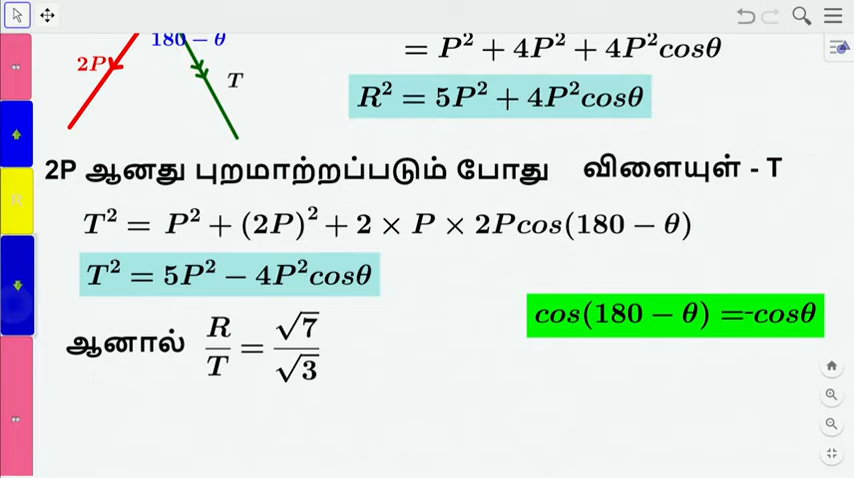 180 − θ
2P
T
= P² + 4P² + 4P²cosθ
R² = 5P² + 4P²cosθ
2P ஆனது புறமாற்றப்படும் போது விளையுள் - T
T² = P² + (2P)² + 2 × P × 2Pcos(180 − θ)
T² = 5P² − 4P²cosθ
cos(180 − θ) =-cosθ
ஆனால் R/T = √7/√3